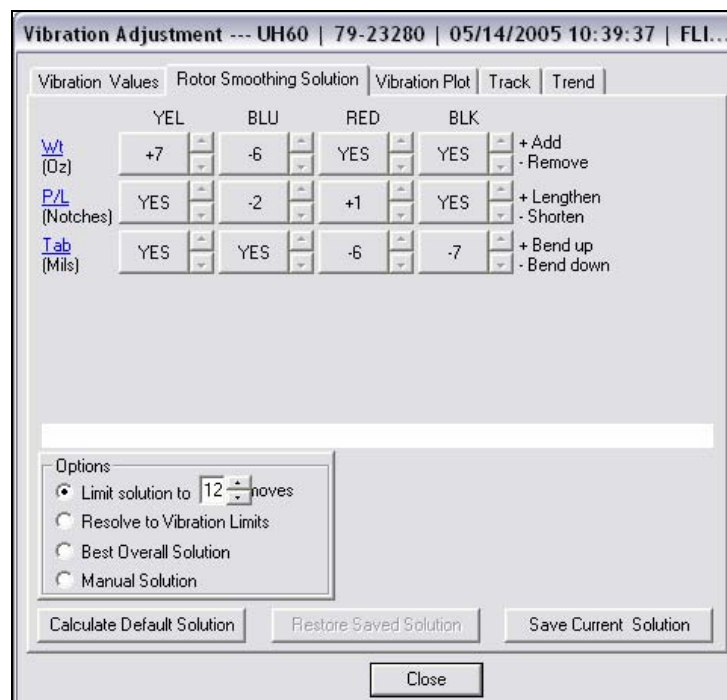 Vibration Adjustment --- UH60 | 79-23280 | 05/14/2005 10:39:37 | FLI...
Vibration Values Rotor Smoothing Solution Vibration Plot Track Trend
YEL BLU RED BLK
Wt (Oz) +7 -6 YES YES + Add - Remove
P/L (Notches) YES -2 +1 YES + Lengthen - Shorten
Tab (Mils) YES YES -6 -7 + Bend up - Bend down
Options
Limit solution to 12 moves
Resolve to Vibration Limits
Best Overall Solution
Manual Solution
Calculate Default Solution Restore Saved Solution Save Current Solution
Close